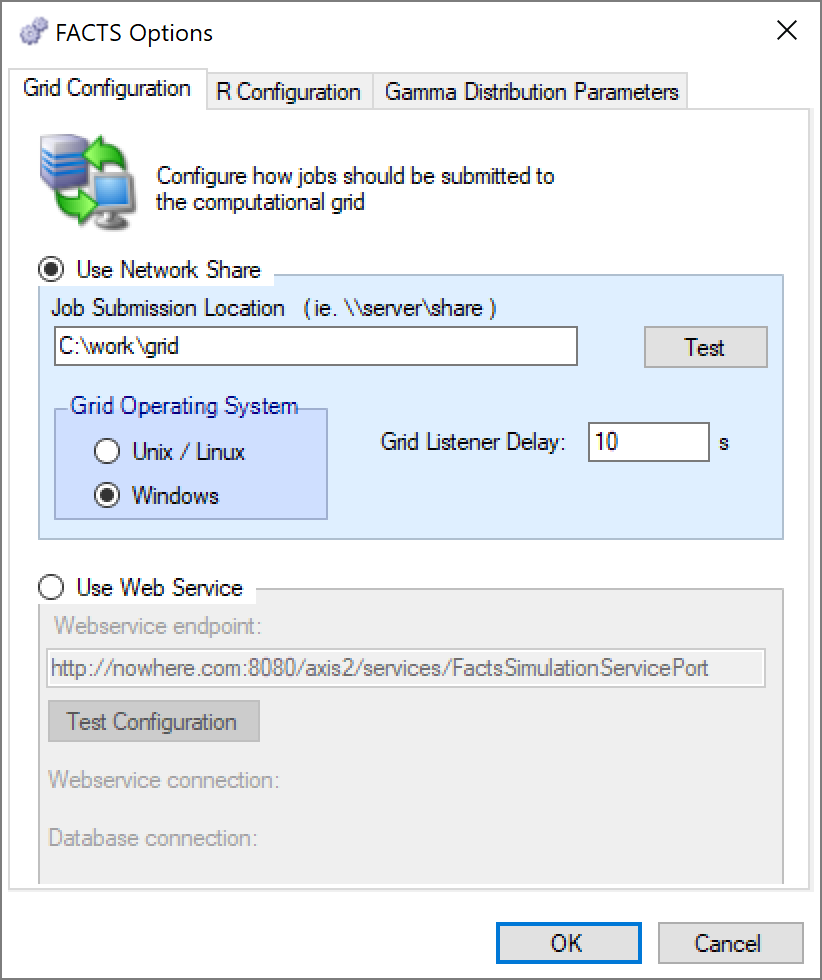 FACTS Options
Grid Configuration R Configuration Gamma Distribution Parameters
Configure how jobs should be submitted to
the computational grid
Use Network Share
Job Submission Location (ie. \\server\share )
C:\work\grid Test
Grid Operating System
Unix / Linux
Windows
Grid Listener Delay: 10 s
Use Web Service
Webservice endpoint:
http://nowhere.com:8080/axis2/services/FactsSimulationServicePort
Test Configuration
Webservice connection:
Database connection:
OK Cancel